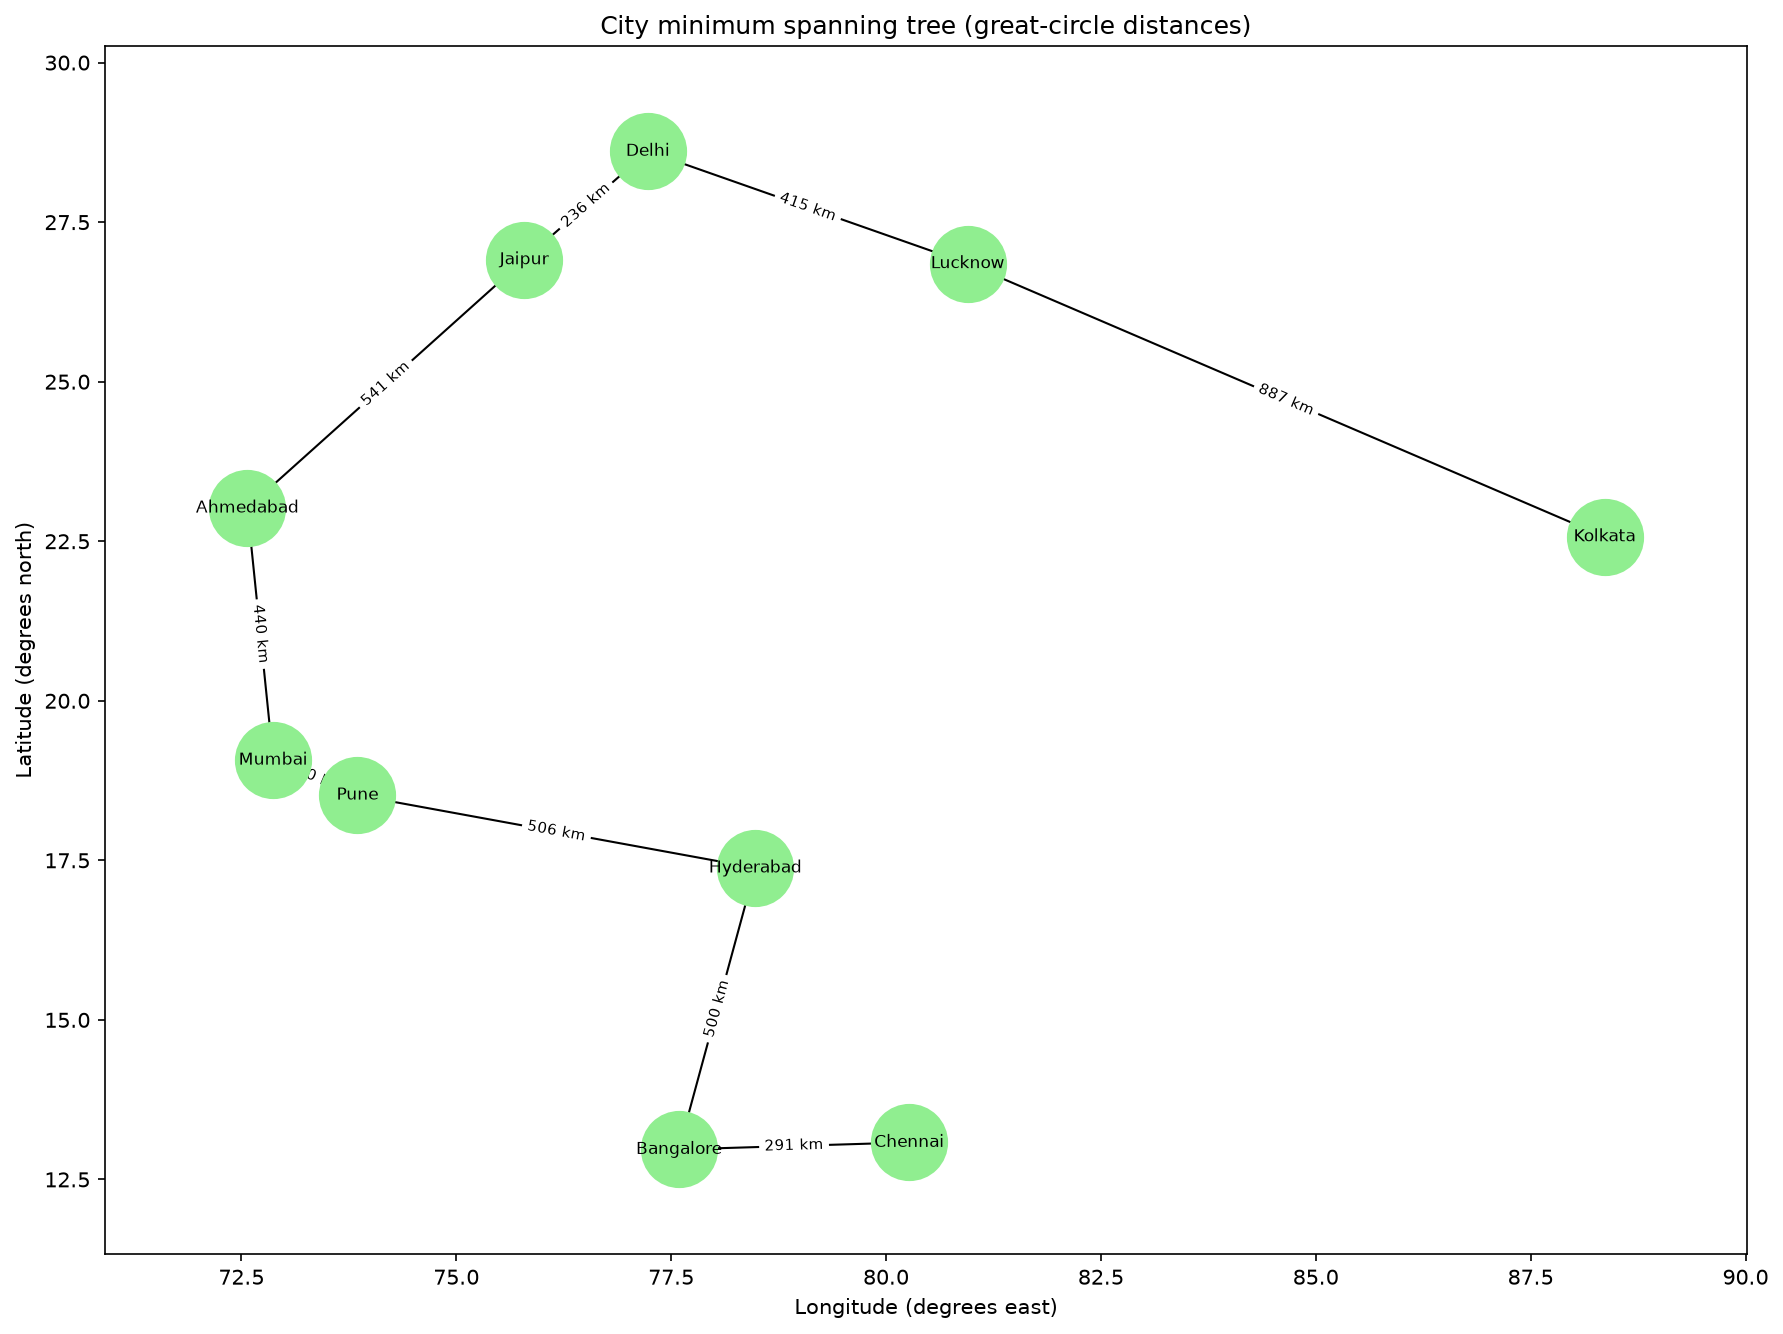 City minimum spanning tree (great-circle distances)
30.0
27.5
25.0
22.5
20.0
17.5
15.0
12.5
Latitude (degrees north)
Delhi
236 km
415 km
Jaipur
Lucknow
541 km
887 km
Ahmedabad
Kolkata
440 km
Mumbai
Pune
506 km
Hyderabad
500 km
Bangalore
291 km
Chennai
72.5
75.0
77.5
80.0
82.5
85.0
87.5
90.0
Longitude (degrees east)